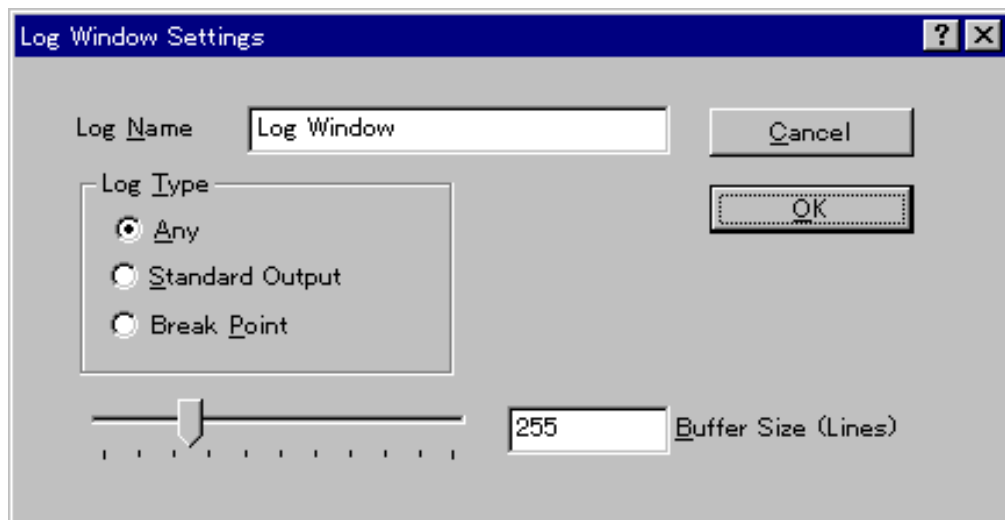 Log Window Settings
Log Name
Log Window
Cancel
Log Type
OK
Any
Standard Output
Break Point
255
Buffer Size (Lines)